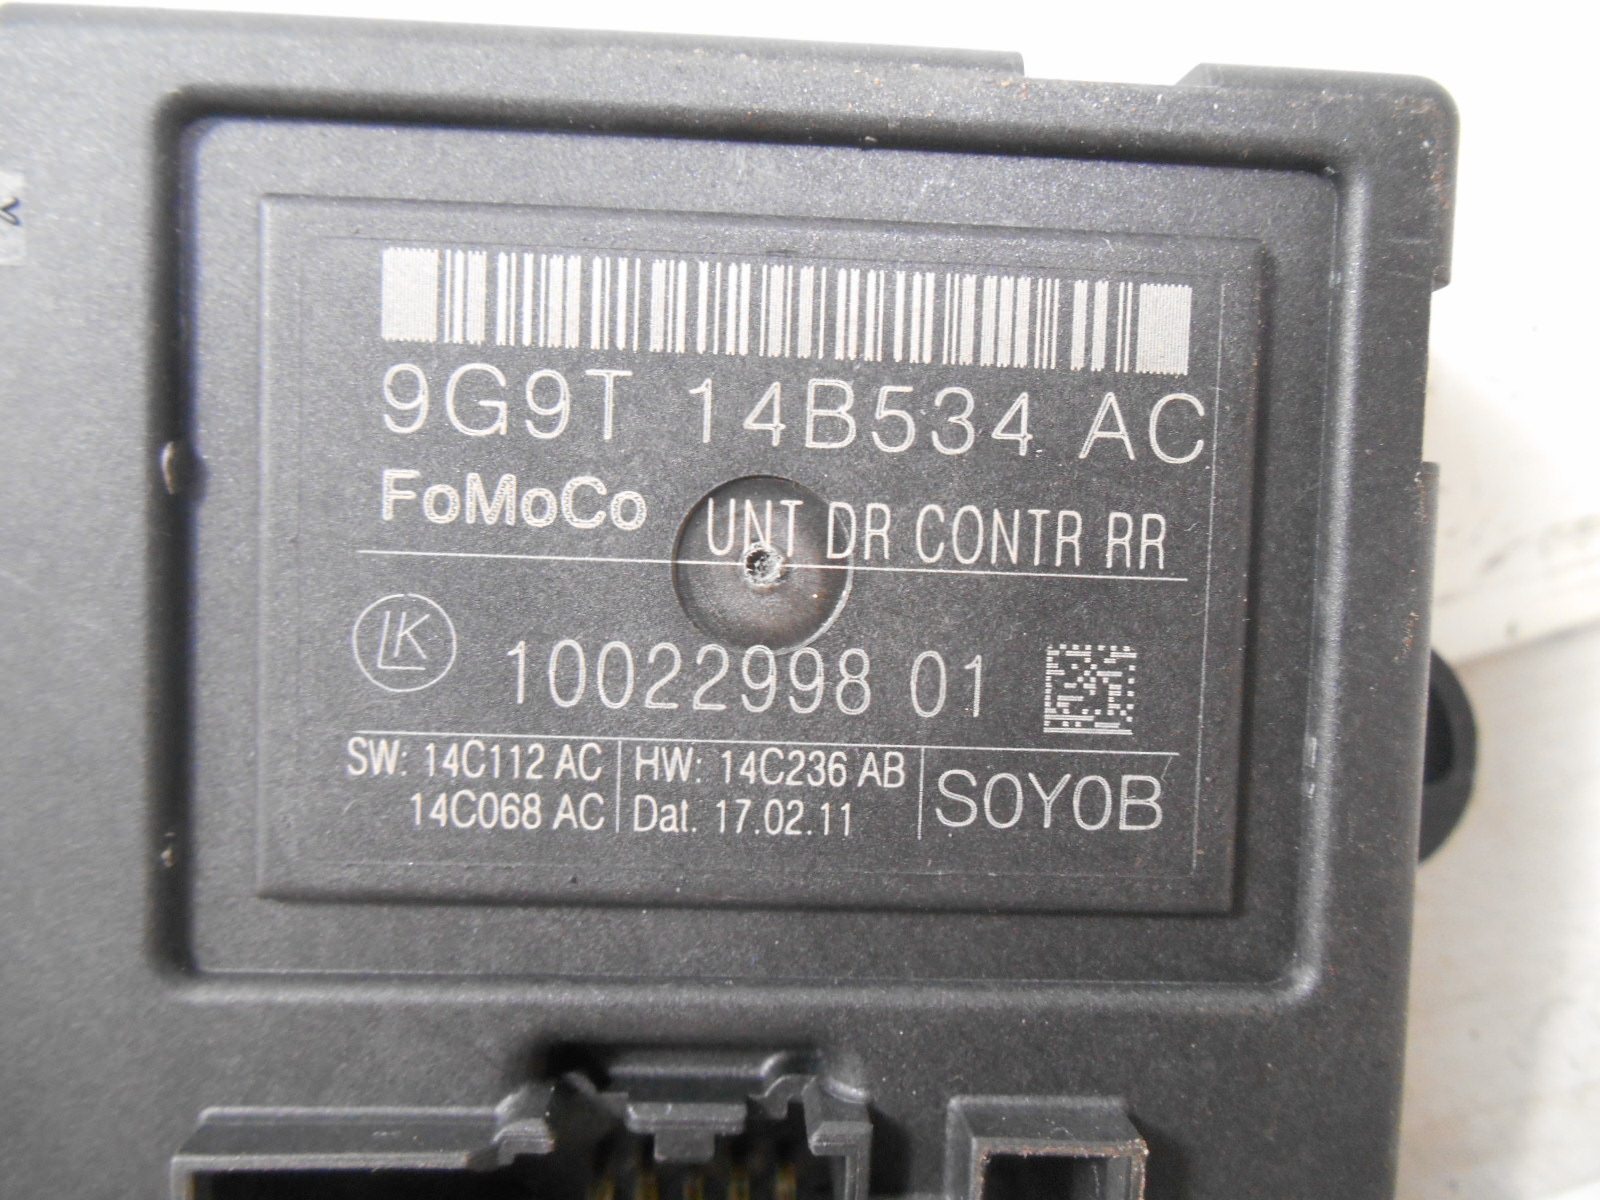 9G9T 14B534 AC
FoMoCo UNT DR CONTR RR
LK 10022998 01
SW: 14C112 AC HW: 14C236 AB S0Y0B
14C068 AC Dat. 17.02.11